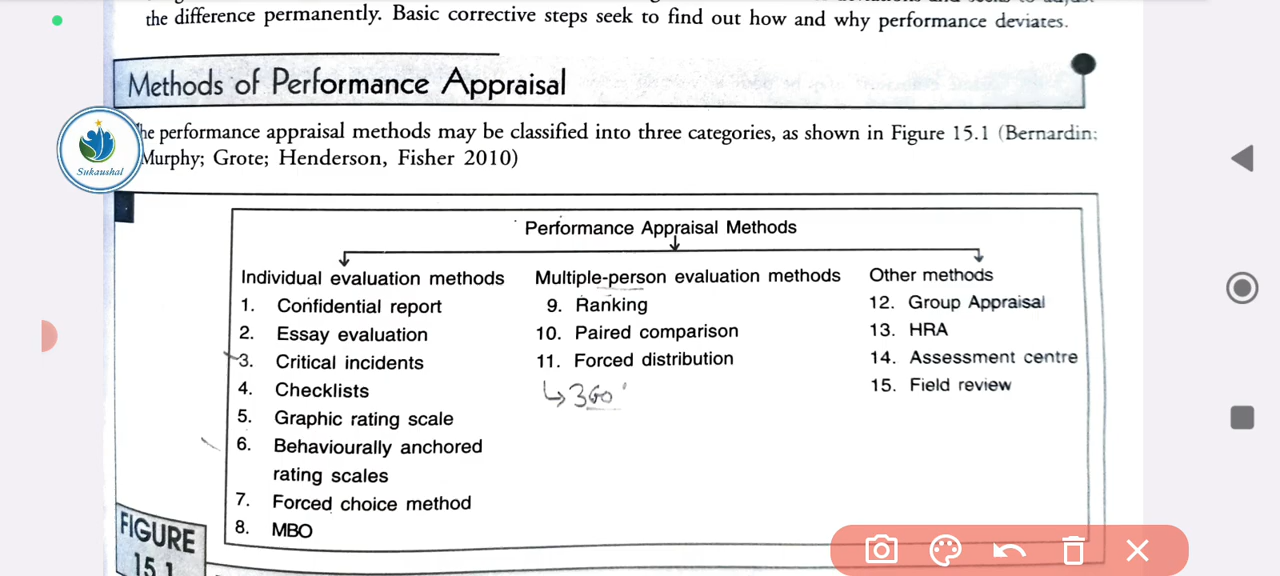 the difference permanently. Basic corrective steps seek to find out how and why performance deviates.
Methods of Performance Appraisal
he performance appraisal methods may be classified into three categories, as shown in Figure 15.1 (Bernardin;
Murphy; Grote; Henderson, Fisher 2010)
Sukaushal
Performance Appraisal Methods
Individual evaluation methods
1. Confidential report
2. Essay evaluation
3. Critical incidents
4. Checklists
5. Graphic rating scale
6. Behaviourally anchored
rating scales
7. Forced choice method
8. MBO
Multiple-person evaluation methods
9. Ranking
10. Paired comparison
11. Forced distribution
360°
Other methods
12. Group Appraisal
13. HRA
14. Assessment centre
15. Field review
FIGURE
15.1